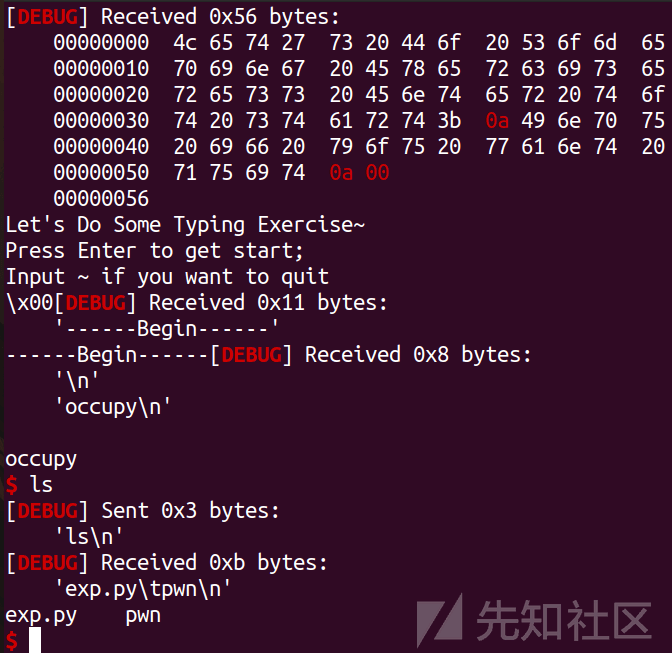 [DEBUG] Received 0x56 bytes:
    00000000  4c 65 74 27  73 20 44 6f  20 53 6f 6d  65
    00000010  70 69 6e 67  20 45 78 65  72 63 69 73  65
    00000020  72 65 73 73  20 45 6e 74  65 72 20 74  6f
    00000030  74 20 73 74  61 72 74 3b  0a 49 6e 70  75
    00000040  20 69 66 20  79 6f 75 20  77 61 6e 74  20
    00000050  71 75 69 74  0a 00
    00000056
Let's Do Some Typing Exercise~
Press Enter to get start;
Input ~ if you want to quit
\x00[DEBUG] Received 0x11 bytes:
    '------Begin------'
------Begin------[DEBUG] Received 0x8 bytes:
    '\n'
    'occupy\n'

occupy
$ ls
[DEBUG] Sent 0x3 bytes:
    'ls\n'
[DEBUG] Received 0xb bytes:
    'exp.py\tpwn\n'
exp.py    pwn
$
先知社区